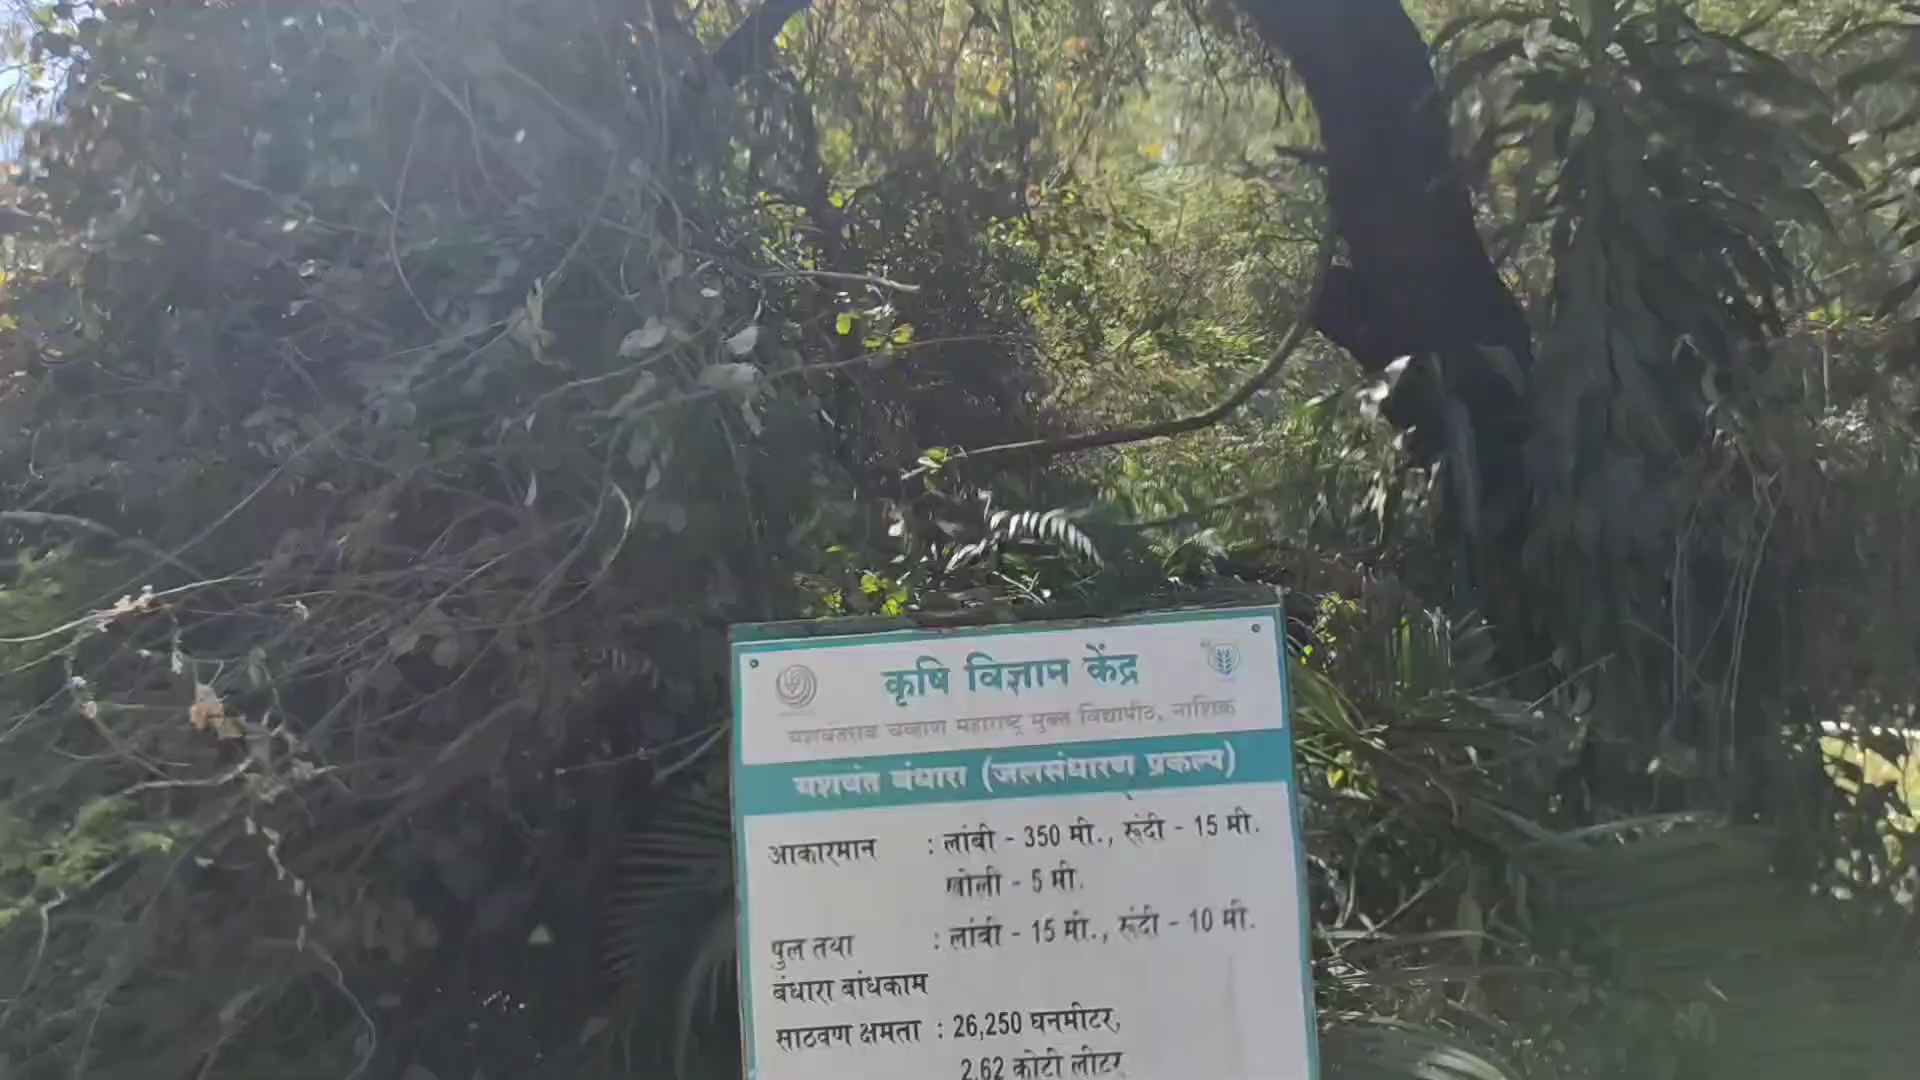 कृषि विज्ञान केंद्र
यशवंतराव चव्हाण महाराष्ट्र मुक्त विद्यापीठ, नाशिक
यशवंत बंधारा (जलसंधारण प्रकल्प)
आकारमान : लांबी - 350 मी., रूंदी - 15 मी.
खोली - 5 मी.
पुल तथा : लांबी - 15 मी., रूंदी - 10 मी.
बंधारा बांधकाम
साठवण क्षमता : 26,250 घनमीटर,
2.62 कोटी लीटर